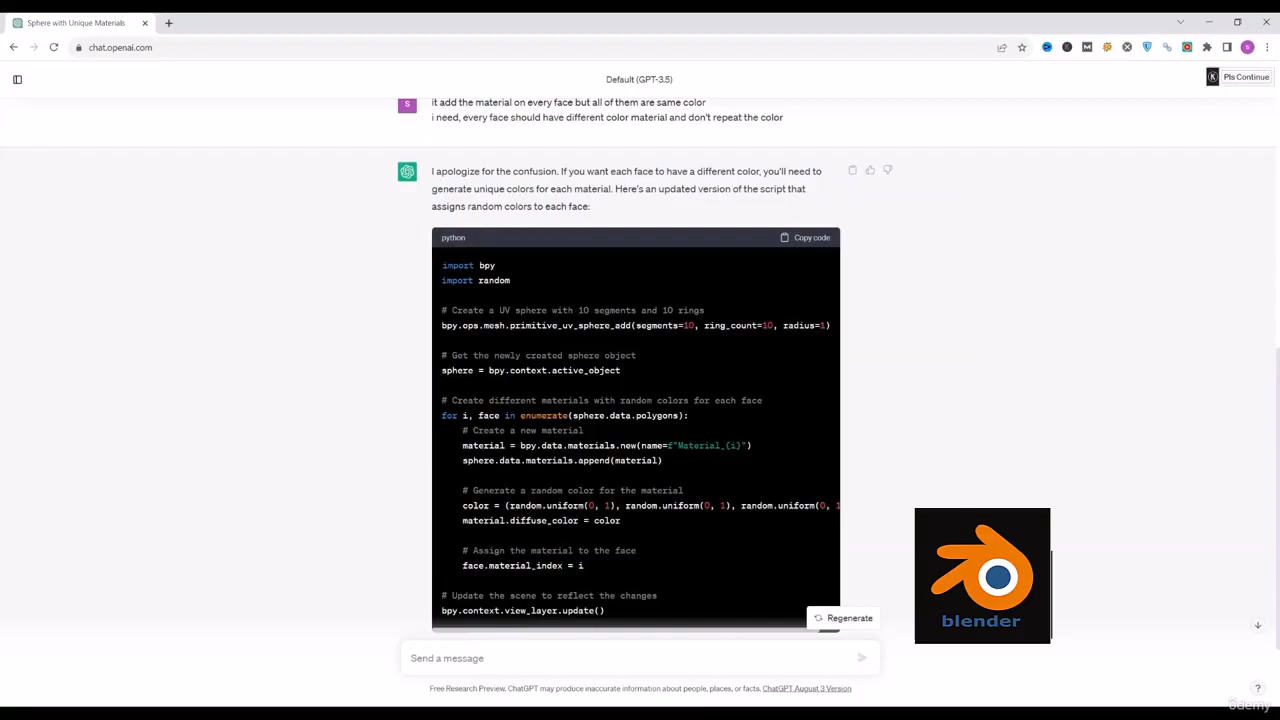 Sphere with Unique Materials
chat.openai.com
Default (GPT-3.5)
Pls Continue
S
it add the material on every face but all of them are same color
i need, every face should have different color material and don't repeat the color
I apologize for the confusion. If you want each face to have a different color, you'll need to
generate unique colors for each material. Here's an updated version of the script that
assigns random colors to each face:
python
Copy code
import bpy
import random
# Create a UV sphere with 10 segments and 10 rings
bpy.ops.mesh.primitive_uv_sphere_add(segments=10, ring_count=10, radius=1)
# Get the newly created sphere object
sphere = bpy.context.active_object
# Create different materials with random colors for each face
for i, face in enumerate(sphere.data.polygons):
# Create a new material
material = bpy.data.materials.new(name=f"Material_{i}")
sphere.data.materials.append(material)
# Generate a random color for the material
color = (random.uniform(0, 1), random.uniform(0, 1), random.uniform(0, 1
material.diffuse_color = color
# Assign the material to the face
face.material_index = i
# Update the scene to reflect the changes
bpy.context.view_layer.update()
Regenerate
blender
Send a message
Free Research Preview. ChatGPT may produce inaccurate information about people, places, or facts. ChatGPT August 3 Version
?
ûdemy